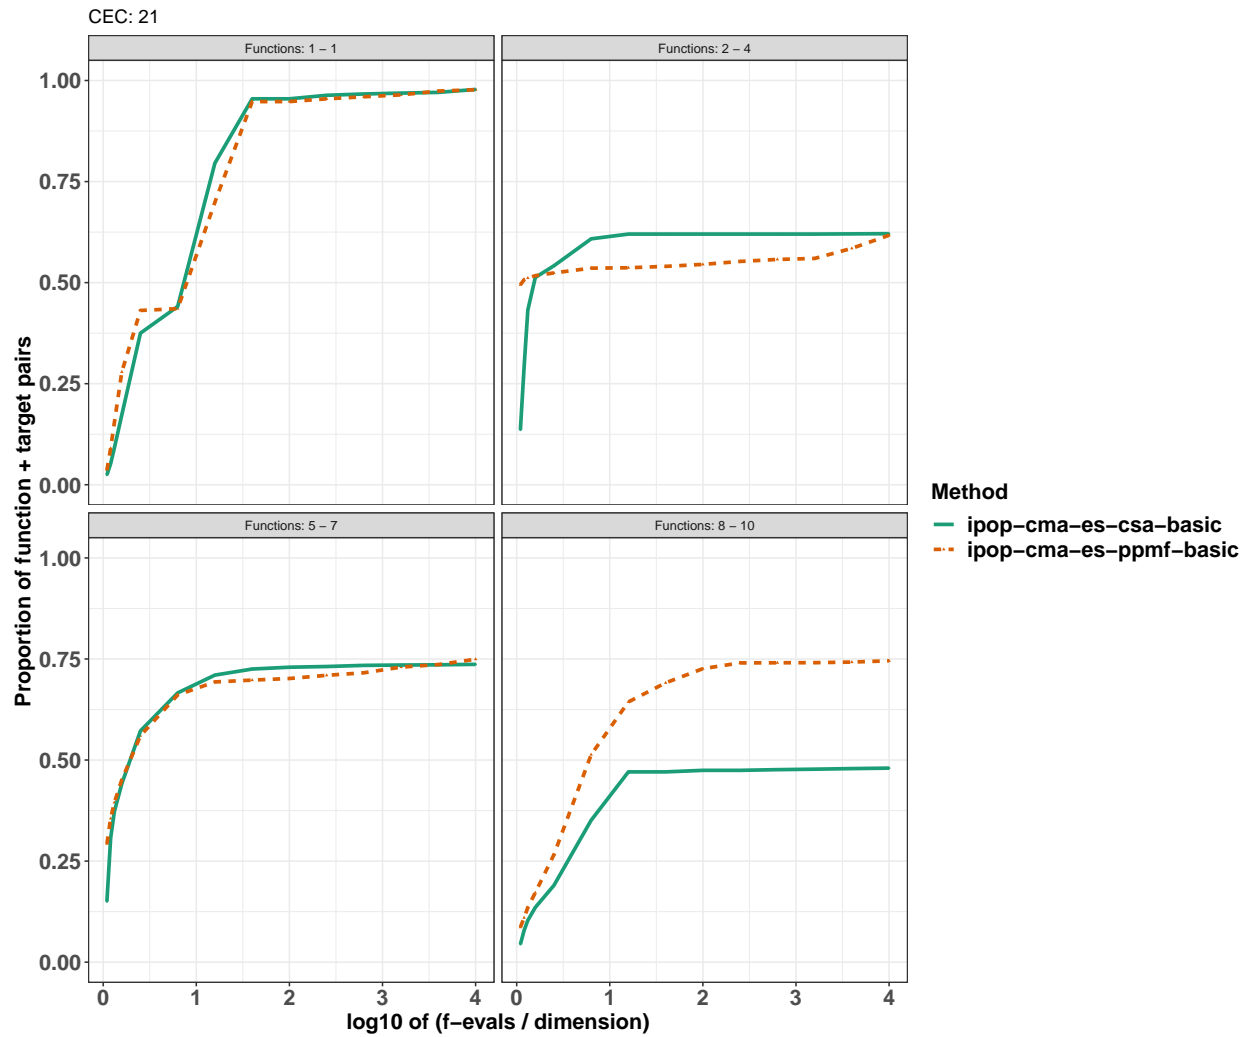 CEC: 21
Functions: 1 − 1
Functions: 2 − 4
1.00
0.75
0.50
0.25
0.00
Functions: 5 − 7
Functions: 8 − 10
1.00
0.75
0.50
0.25
0.00
0 1 2 3 4
0 1 2 3 4
log10 of (f−evals / dimension)
Proportion of function + target pairs
Method
ipop−cma−es−csa−basic
ipop−cma−es−ppmf−basic